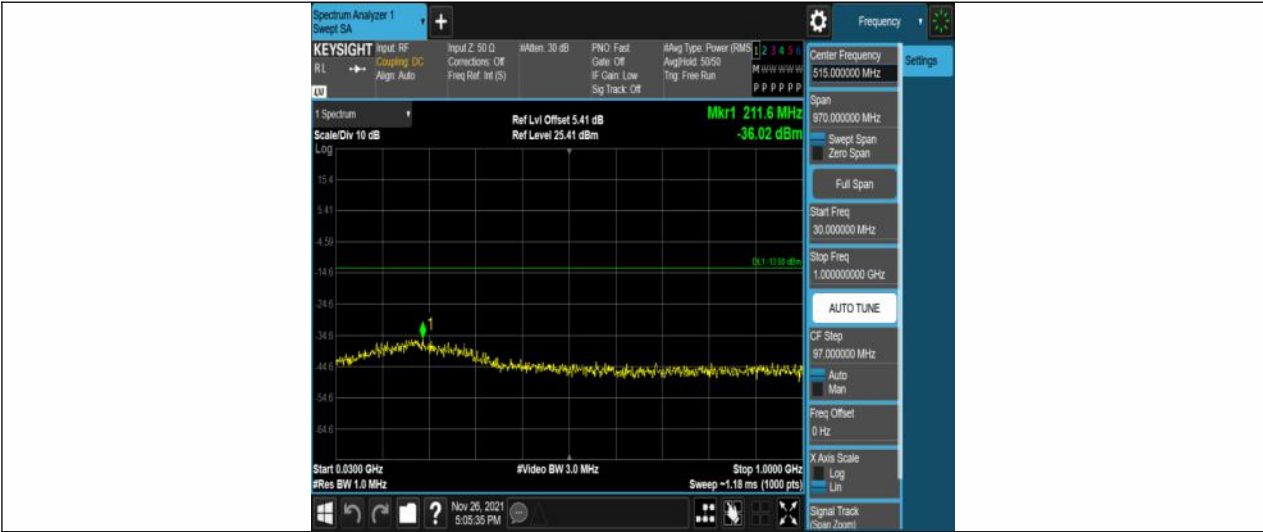 Spectrum Analyzer 1
Swept SA
+
Frequency
KEYSIGHT
RL
LV
Input: RF
Coupling: DC
Align: Auto
Input Z: 50 Ω
Corrections: Off
Freq Ref: Int (S)
#Atten: 30 dB
PNO: Fast
Gate: Off
IF Gain: Low
Sig Track: Off
#Avg Type: Power (RMS
Avg|Hold: 50/50
Trig: Free Run
1 2 3 4 5 6
M W W W W W
P P P P P P
Center Frequency
515.000000 MHz
Settings
Span
970.000000 MHz
Swept Span
Zero Span
Full Span
Start Freq
30.000000 MHz
Stop Freq
1.000000000 GHz
AUTO TUNE
CF Step
97.000000 MHz
Auto
Man
Freq Offset
0 Hz
X Axis Scale
Log
Lin
Signal Track
(Span Zoom)
1 Spectrum
Scale/Div 10 dB
Log
Ref Lvl Offset 5.41 dB
Ref Level 25.41 dBm
Mkr1 211.6 MHz
-36.02 dBm
15.4
5.41
-4.59
DL1 -13.00 dBm
-14.6
-24.6
-34.6
1
-44.6
-54.6
-64.6
Start 0.0300 GHz
#Res BW 1.0 MHz
#Video BW 3.0 MHz
Stop 1.0000 GHz
Sweep ~1.18 ms (1000 pts)
?
Nov 26, 2021
5:05:35 PM